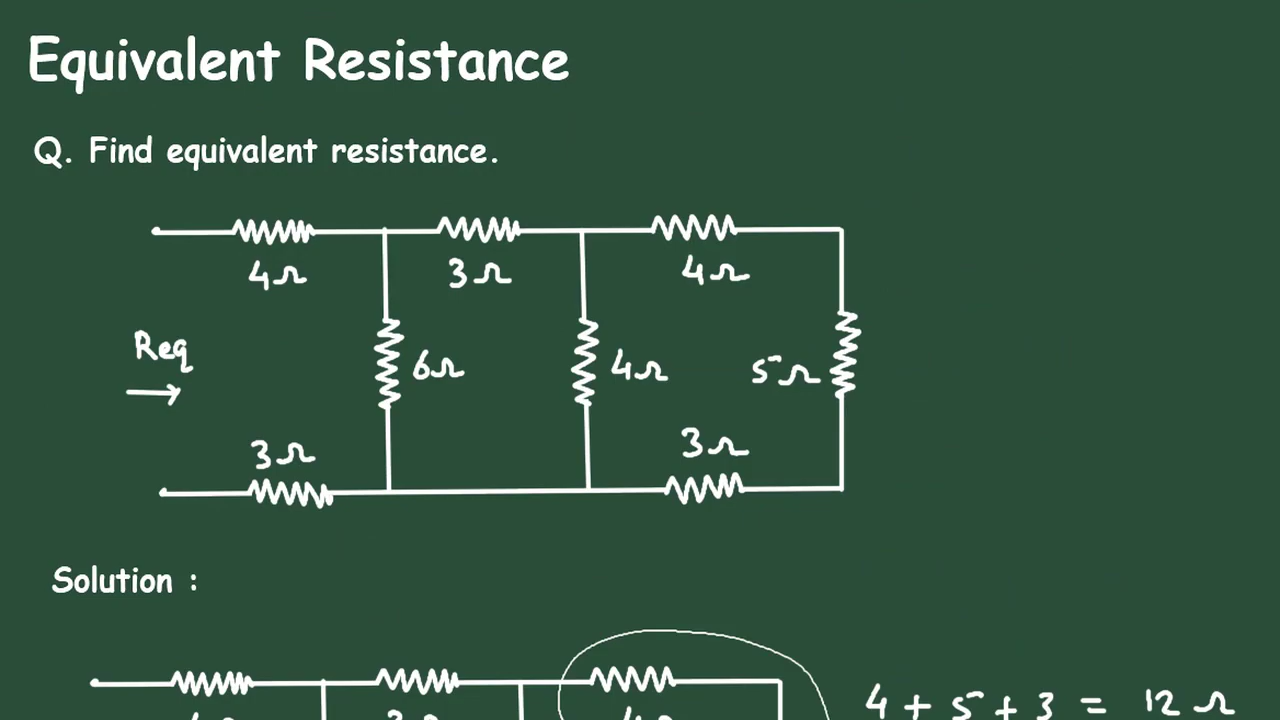 Equivalent Resistance
Q. Find equivalent resistance.
4Ω 3Ω 4Ω
Req
6Ω 4Ω 5Ω
3Ω 3Ω
Solution :
4 + 5 + 3 = 12 Ω